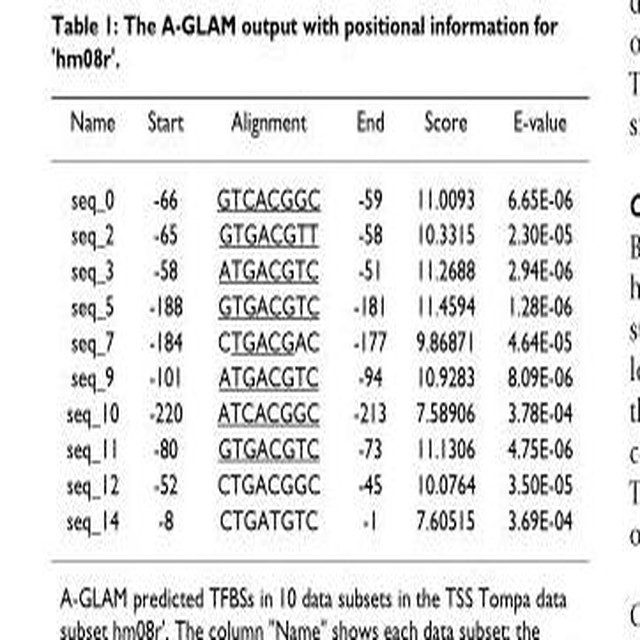 Table 1: The A-GLAM output with positional information for
'hm08r'.
Name Start Alignment End Score E-value
seq_0 -66 GTCACGGC -59 11.0093 6.65E-06
seq_2 -65 GTGACGTT -58 10.3315 2.30E-05
seq_3 -58 ATGACGTC -51 11.2688 2.94E-06
seq_5 -188 GTGACGTC -181 11.4594 1.28E-06
seq_7 -184 CTGACGAC -177 9.86871 4.64E-05
seq_9 -101 ATGACGTC -94 10.9283 8.09E-06
seq_10 -220 ATCACGGC -213 7.58906 3.78E-04
seq_11 -80 GTGACGTC -73 11.1306 4.75E-06
seq_12 -52 CTGACGGC -45 10.0764 3.50E-05
seq_14 -8 CTGATGTC -1 7.60515 3.69E-04
A-GLAM predicted TFBSs in 10 data subsets in the TSS Tompa data
subset hm08r'. The column "Name" shows each data subset; the